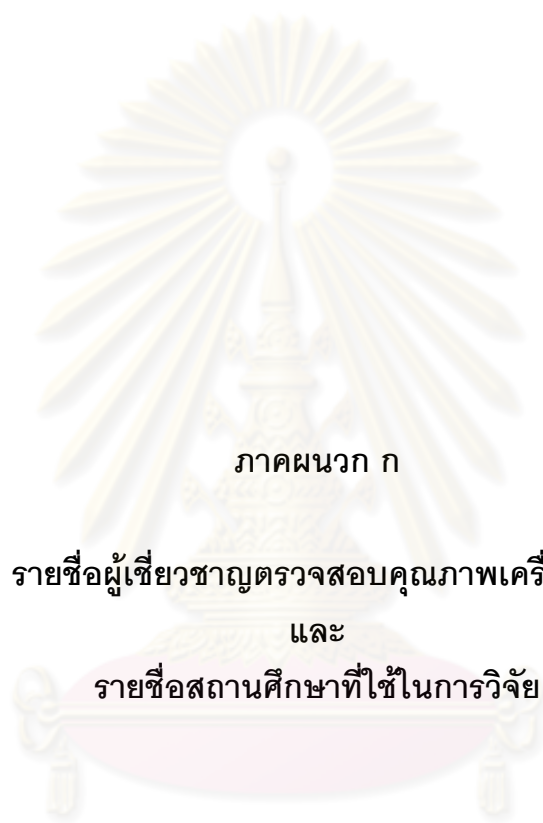 ภาคผนวก ก
รายชื่อผู้เชี่ยวชาญตรวจสอบคุณภาพเครื่
และ
รายชื่อสถานศึกษาที่ใช้ในการวิจัย